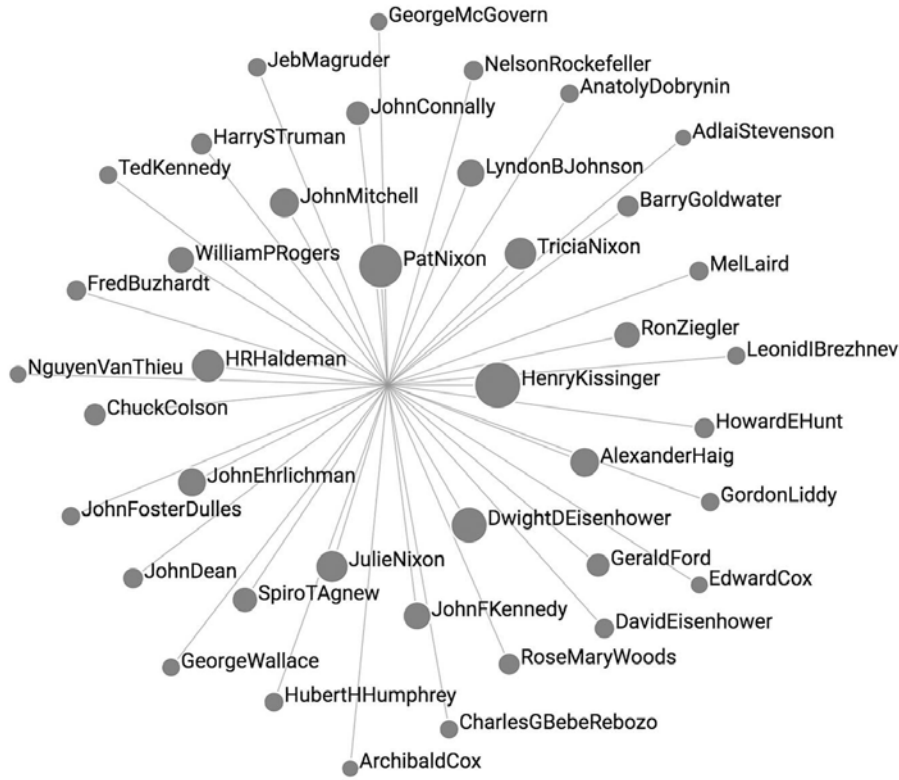 GeorgeMcGovern
JebMagruder
NelsonRockefeller
AnatolyDobrynin
JohnConnally
HarrySTruman
AdlaiStevenson
TedKennedy
LyndonBJohnson
JohnMitchell
BarryGoldwater
TriciaNixon
WilliamPRogers
PatNixon
MelLaird
FredBuzhardt
RonZiegler
LeonidIBrezhnev
HRHaldeman
NguyenVanThieu
HenryKissinger
ChuckColson
HowardEHunt
AlexanderHaig
JohnEhrlichman
GordonLiddy
JohnFosterDulles
DwightDEisenhower
JulieNixon
GeraldFord
JohnDean
EdwardCox
SpiroTAgnew
JohnFKennedy
DavidEisenhower
RoseMaryWoods
GeorgeWallace
HubertHHumphrey
CharlesGBebeRebozo
ArchibaldCox